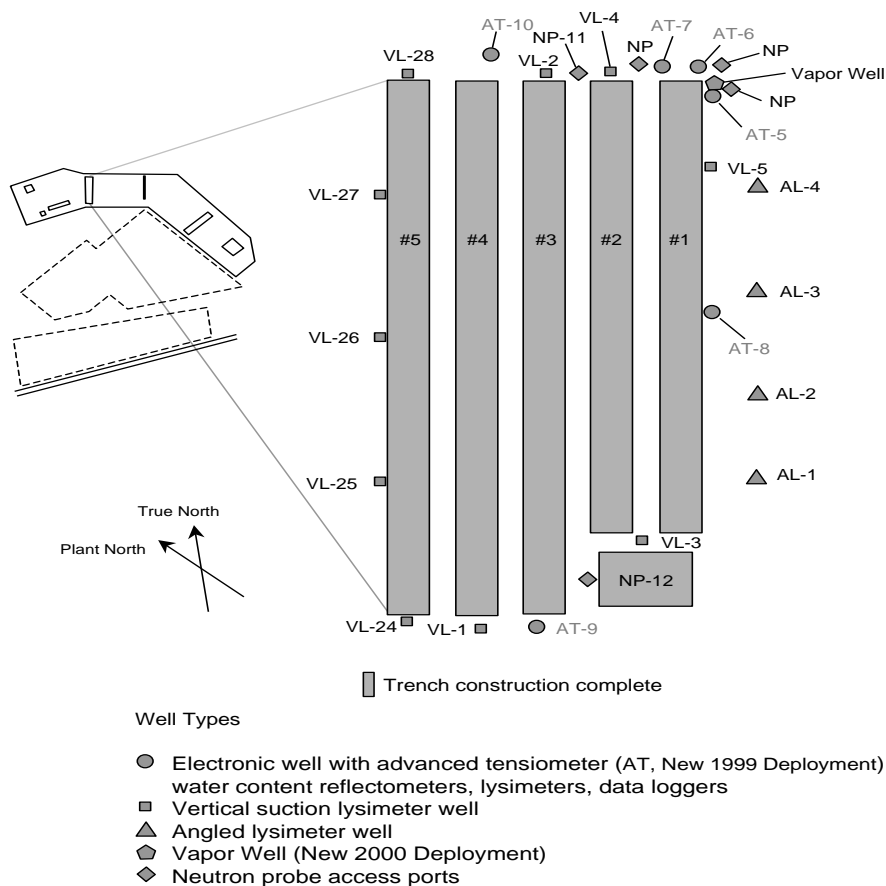 AT-10
VL-4
AT-7
AT-6
NP-11
NP
NP
VL-28
VL-2
Vapor Well
NP
AT-5
VL-5
VL-27
AL-4
#5
#4
#3
#2
#1
AL-3
VL-26
AT-8
AL-2
VL-25
AL-1
True North
Plant North
VL-3
NP-12
VL-24
VL-1
AT-9
Trench construction complete
Well Types
Electronic well with advanced tensiometer (AT, New 1999 Deployment)
water content reflectometers, lysimeters, data loggers
Vertical suction lysimeter well
Angled lysimeter well
Vapor Well (New 2000 Deployment)
Neutron probe access ports